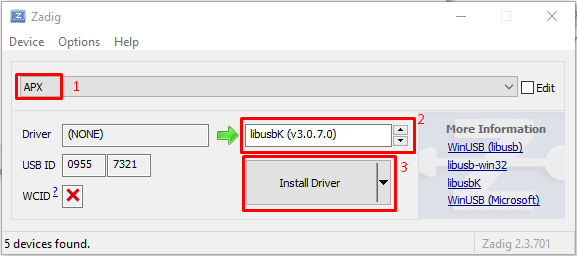 Zadig
Device Options Help
APX 1 Edit
2
Driver (NONE) libusbK (v3.0.7.0)
More Information
USB ID 0955 7321
WinUSB (libusb)
3
Install Driver
libusb-win32
WCID ?
libusbK
WinUSB (Microsoft)
5 devices found. Zadig 2.3.701